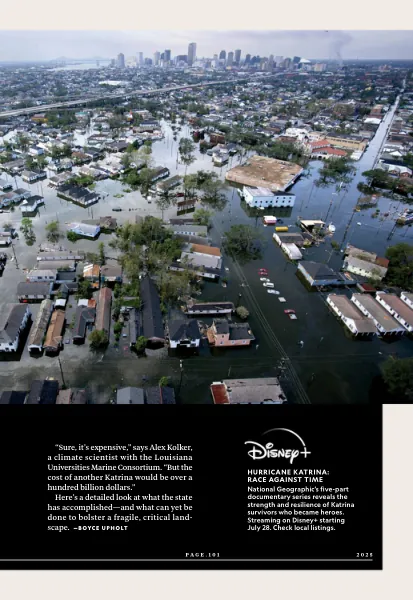 “Sure, it’s expensive,” says Alex Kolker,
a climate scientist with the Louisiana
Universities Marine Consortium. “But the
cost of another Katrina would be over a
hundred billion dollars.”
Here’s a detailed look at what the state
has accomplished—and what can yet be
done to bolster a fragile, critical land-
scape. —BOYCE UPHOLT
Disney+
HURRICANE KATRINA:
RACE AGAINST TIME
National Geographic’s five-part
documentary series reveals the
strength and resilience of Katrina
survivors who became heroes.
Streaming on Disney+ starting
July 28. Check local listings.
PAGE.101
2025